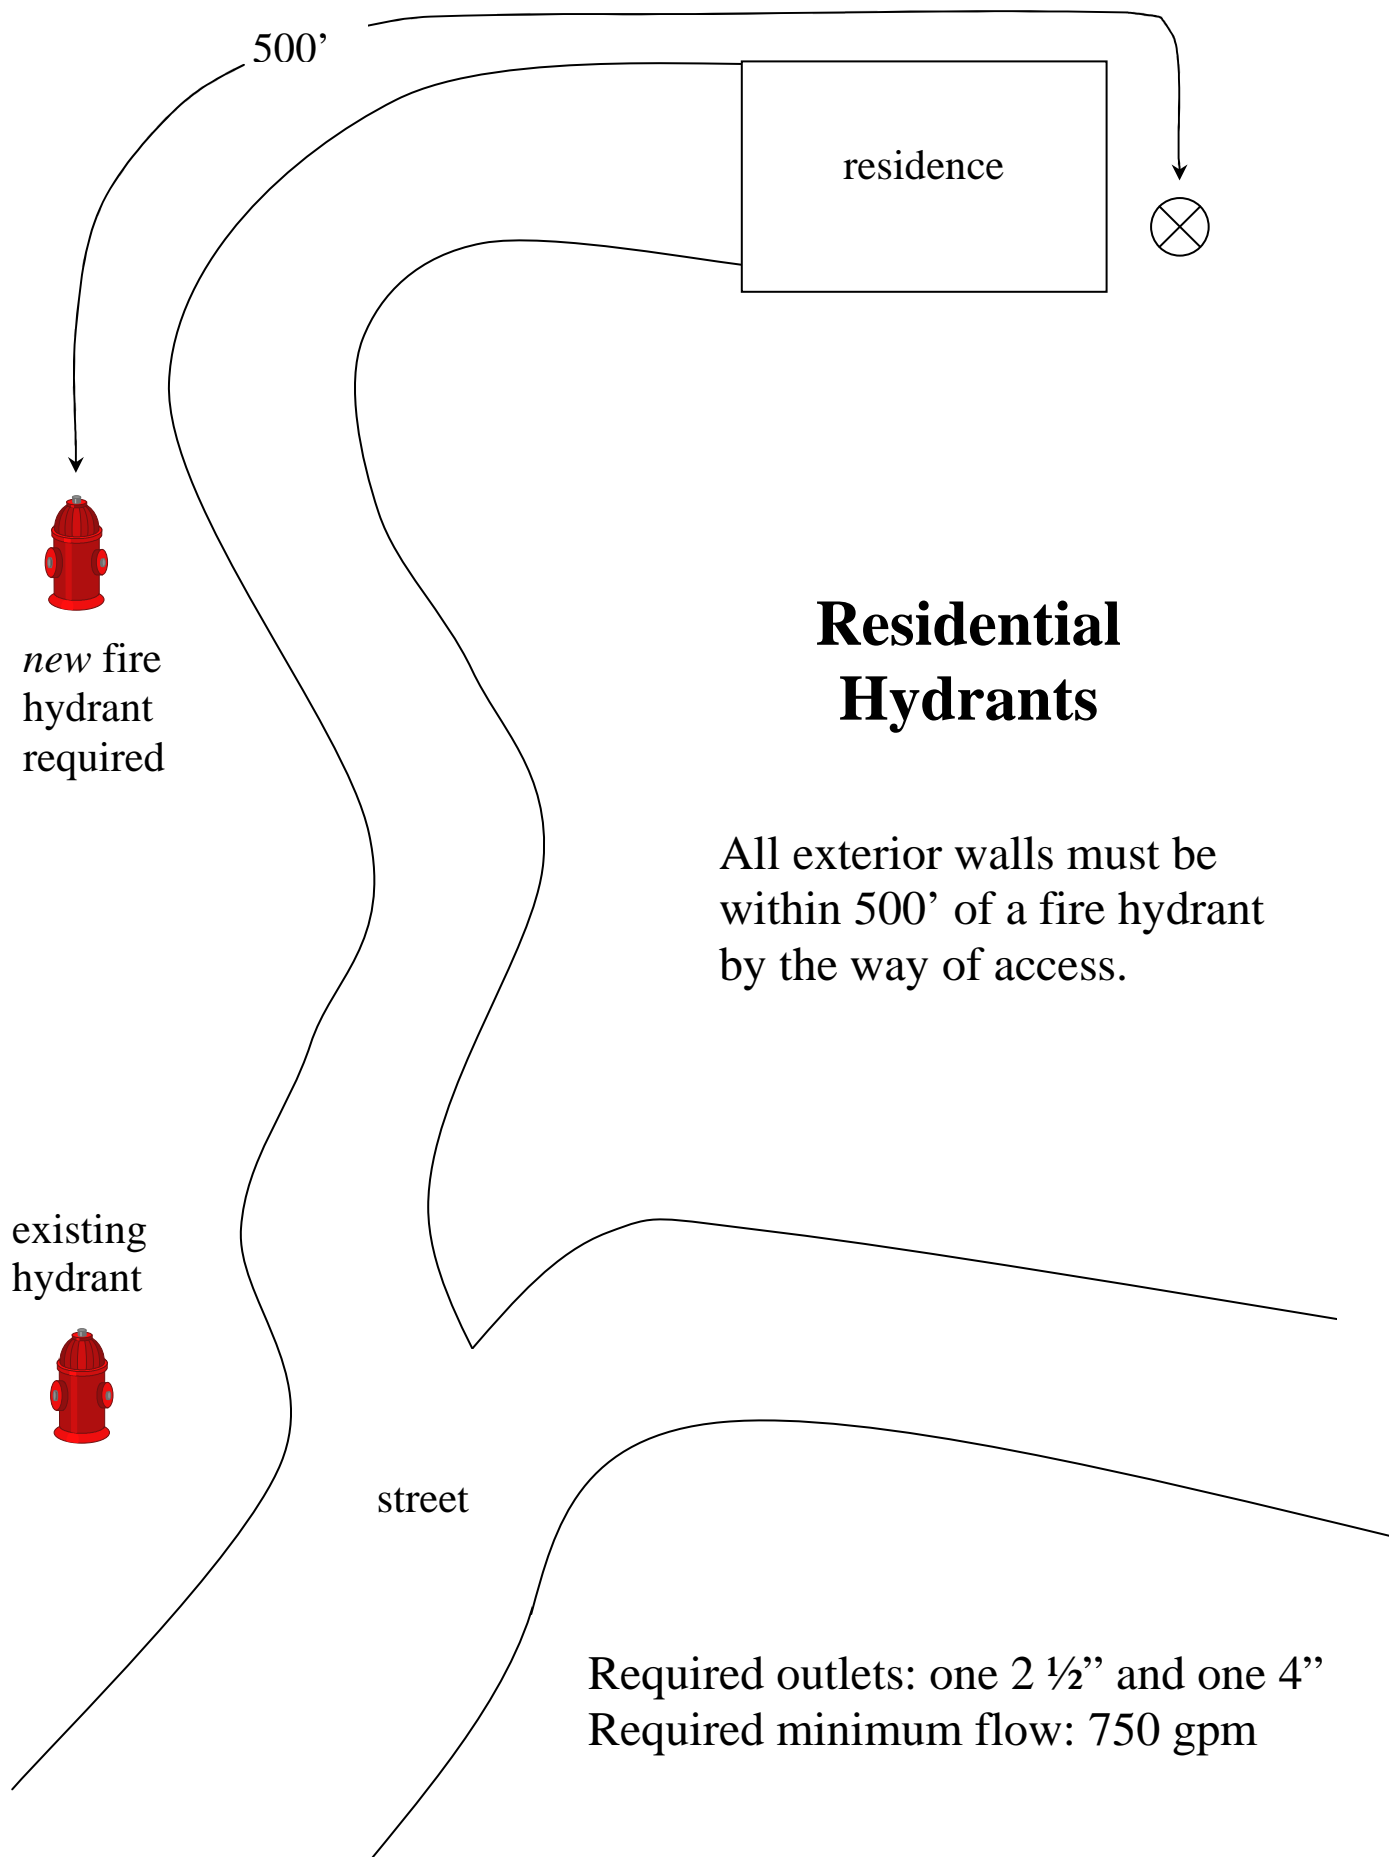 500’
residence
new fire
hydrant
required
Residential
Hydrants
All exterior walls must be
within 500’ of a fire hydrant
by the way of access.
existing
hydrant
street
Required outlets: one 2 ½” and one 4”
Required minimum flow: 750 gpm